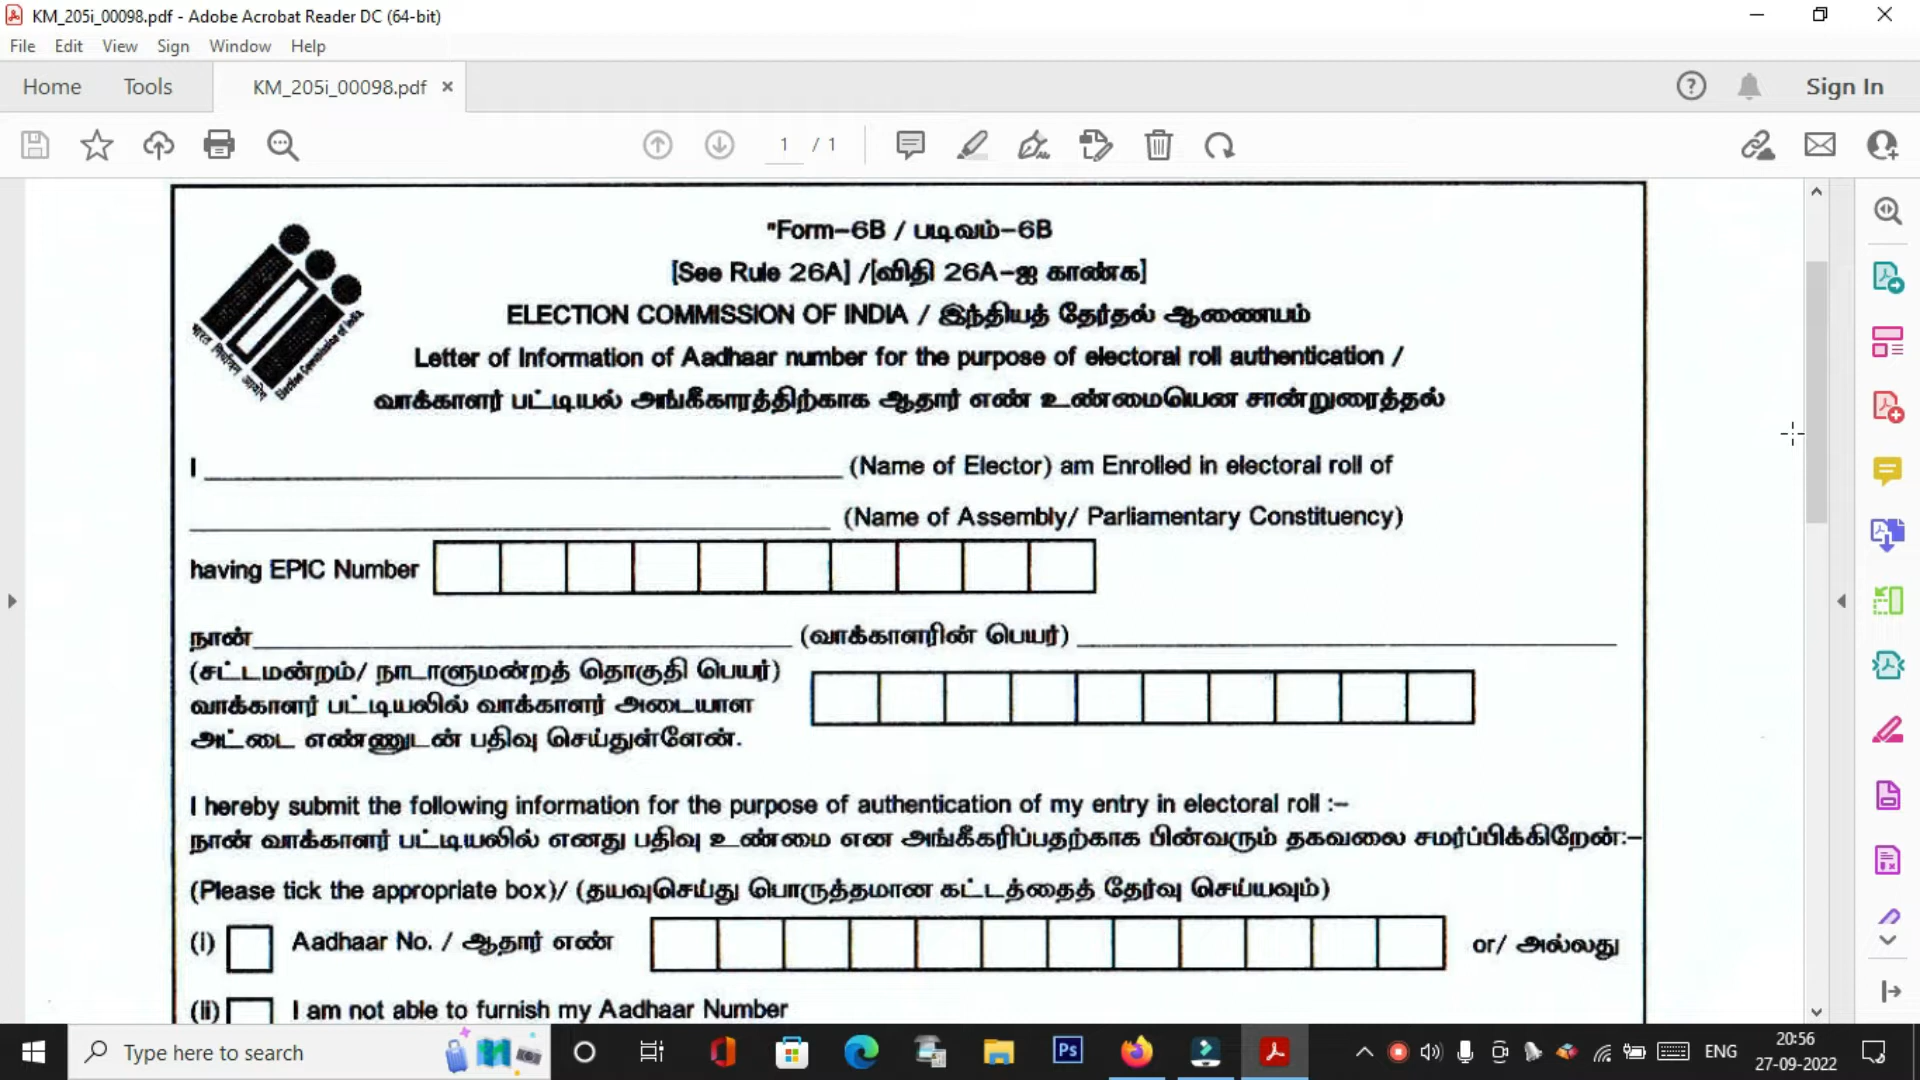 KM_205i_00098.pdf - Adobe Acrobat Reader DC (64-bit)
File Edit View Sign Window Help
Home Tools KM_205i_00098.pdf × Sign In
1 / 1
"Form-6B / படிவம்-6B
[See Rule 26A] /[விதி 26A-ஐ காண்க]
ELECTION COMMISSION OF INDIA / இந்தியத் தேர்தல் ஆணையம்
Letter of Information of Aadhaar number for the purpose of electoral roll authentication /
வாக்காளர் பட்டியல் அங்கீகாரத்திற்காக ஆதார் எண் உண்மையென சான்றுரைத்தல்
भारत निर्वाचन आयोग
Election Commission of India
I (Name of Elector) am Enrolled in electoral roll of
(Name of Assembly/ Parliamentary Constituency)
having EPIC Number
நான் (வாக்காளரின் பெயர்)
(சட்டமன்றம்/ நாடாளுமன்றத் தொகுதி பெயர்)
வாக்காளர் பட்டியலில் வாக்காளர் அடையாள
அட்டை எண்ணுடன் பதிவு செய்துள்ளேன்.
I hereby submit the following information for the purpose of authentication of my entry in electoral roll :–
நான் வாக்காளர் பட்டியலில் எனது பதிவு உண்மை என அங்கீகரிப்பதற்காக பின்வரும் தகவலை சமர்ப்பிக்கிறேன்:–
(Please tick the appropriate box)/ (தயவுசெய்து பொருத்தமான கட்டத்தைத் தேர்வு செய்யவும்)
(i) Aadhaar No. / ஆதார் எண் or/ அல்லது
(ii) I am not able to furnish my Aadhaar Number
Type here to search
Ps
ENG
20:56
27-09-2022